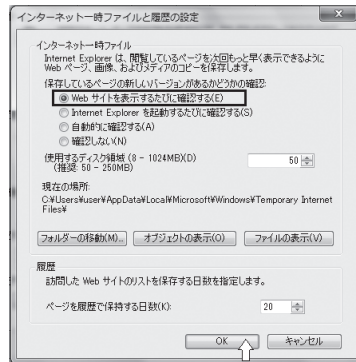 インターネット一時ファイルと履歴の設定
インターネット一時ファイル
Internet Explorer は、閲覧しているページを次回もっと早く表示できるように
Web ページ、画像、およびメディアのコピーを保存します。
保存しているページの新しいバージョンがあるかどうかの確認:
Web サイトを表示するたびに確認する(E)
Internet Explorer を起動するたびに確認する(S)
自動的に確認する(A)
確認しない(N)
使用するディスク領域 (8 - 1024MB)(D)
50
(推奨: 50 - 250MB)
現在の場所:
C:¥Users¥user¥AppData¥Local¥Microsoft¥Windows¥Temporary Internet
Files¥
フォルダーの移動(M)... オブジェクトの表示(O) ファイルの表示(V)
履歴
訪問した Web サイトのリストを保存する日数を指定します。
ページを履歴で保持する日数(K): 20
OK キャンセル